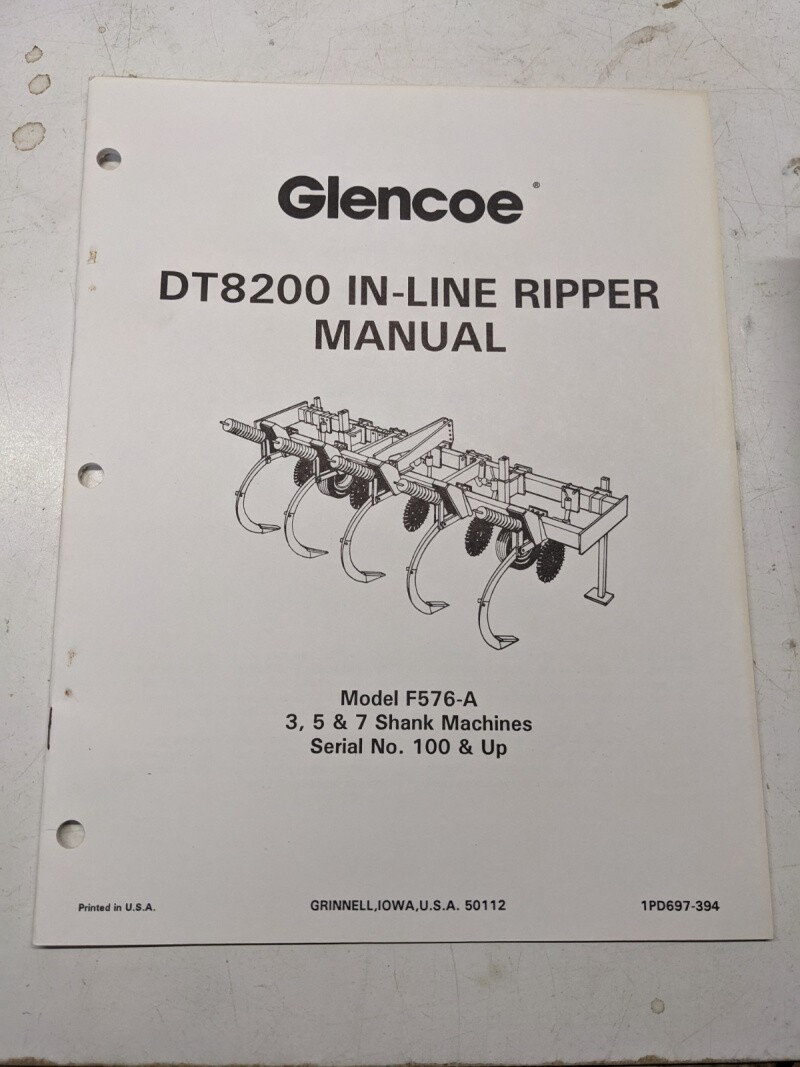 Glencoe®
DT8200 IN-LINE RIPPER
MANUAL
Model F576-A
3, 5 & 7 Shank Machines
Serial No. 100 & Up
Printed in U.S.A.
GRINNELL,IOWA,U.S.A. 50112
1PD697-394